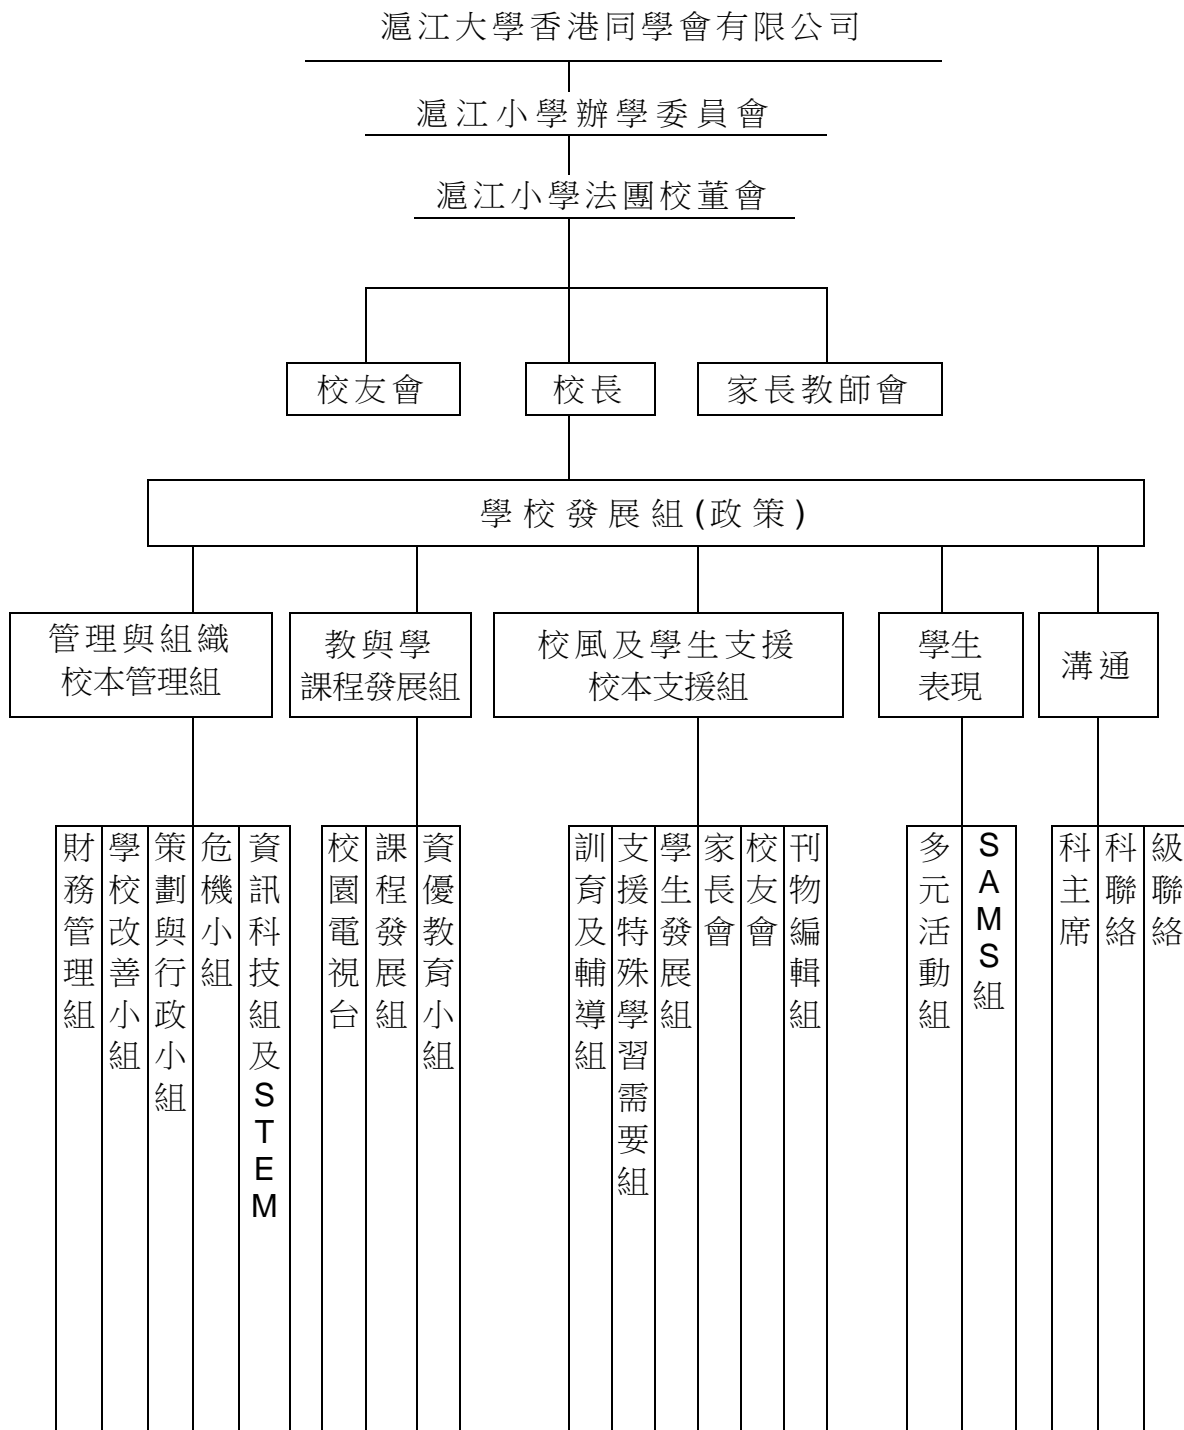 滬江大學香港同學會有限公司
滬江小學辦學委員會
滬江小學法團校董會
校友會
校長
家長教師會
學校發展組(政策)
管理與組織
校本管理組
教與學
課程發展組
校風及學生支援
校本支援組
學生
表現
溝通
財務管理組
學校改善小組
策劃與行政小組
危機小組
資訊科技組及STEM
校園電視台
課程發展組
資優教育小組
訓育及輔導組
支援特殊學習需要組
學生發展組
家長會
校友會
刊物編輯組
多元活動組
SAMS組
科主席
科聯絡
級聯絡